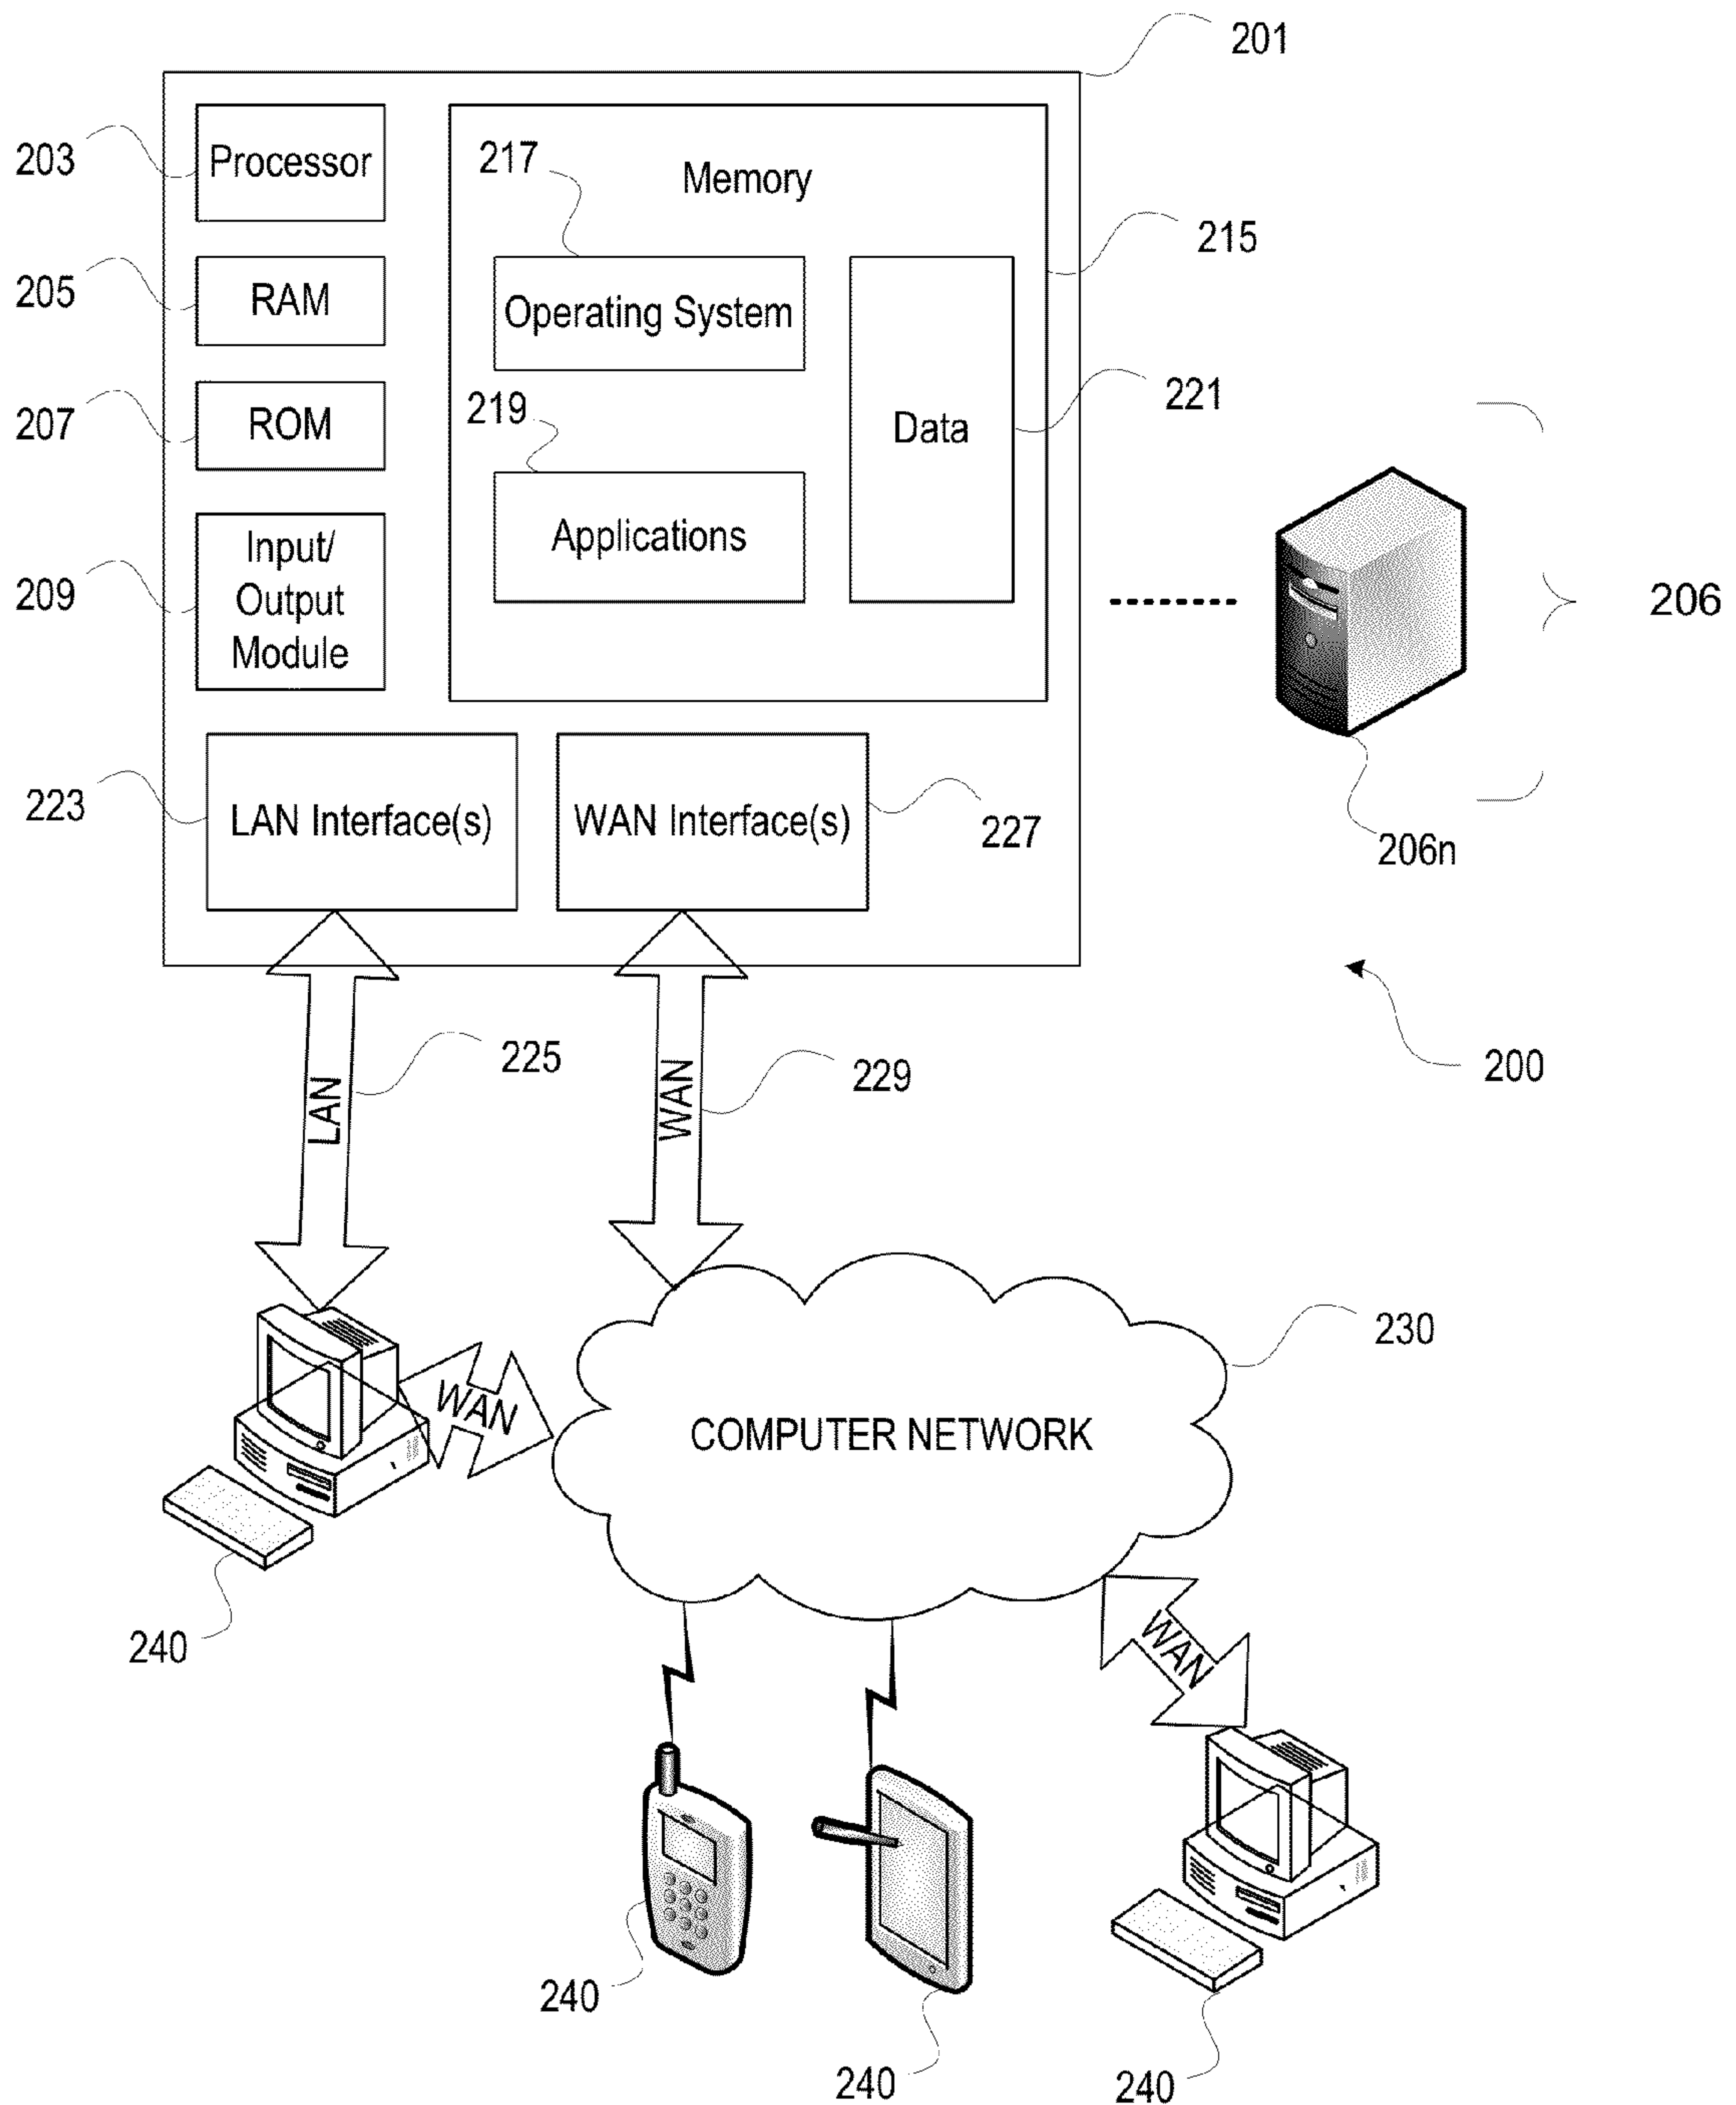 201
203
Processor
217
Memory
215
205
RAM
Operating System
221
207
ROM
219
Data
209
Input/
Output
Module
Applications
206
223
LAN Interface(s)
WAN Interface(s)
227
206n
LAN
225
WAN
229
200
230
WAN
COMPUTER NETWORK
240
WAN
240
240
240